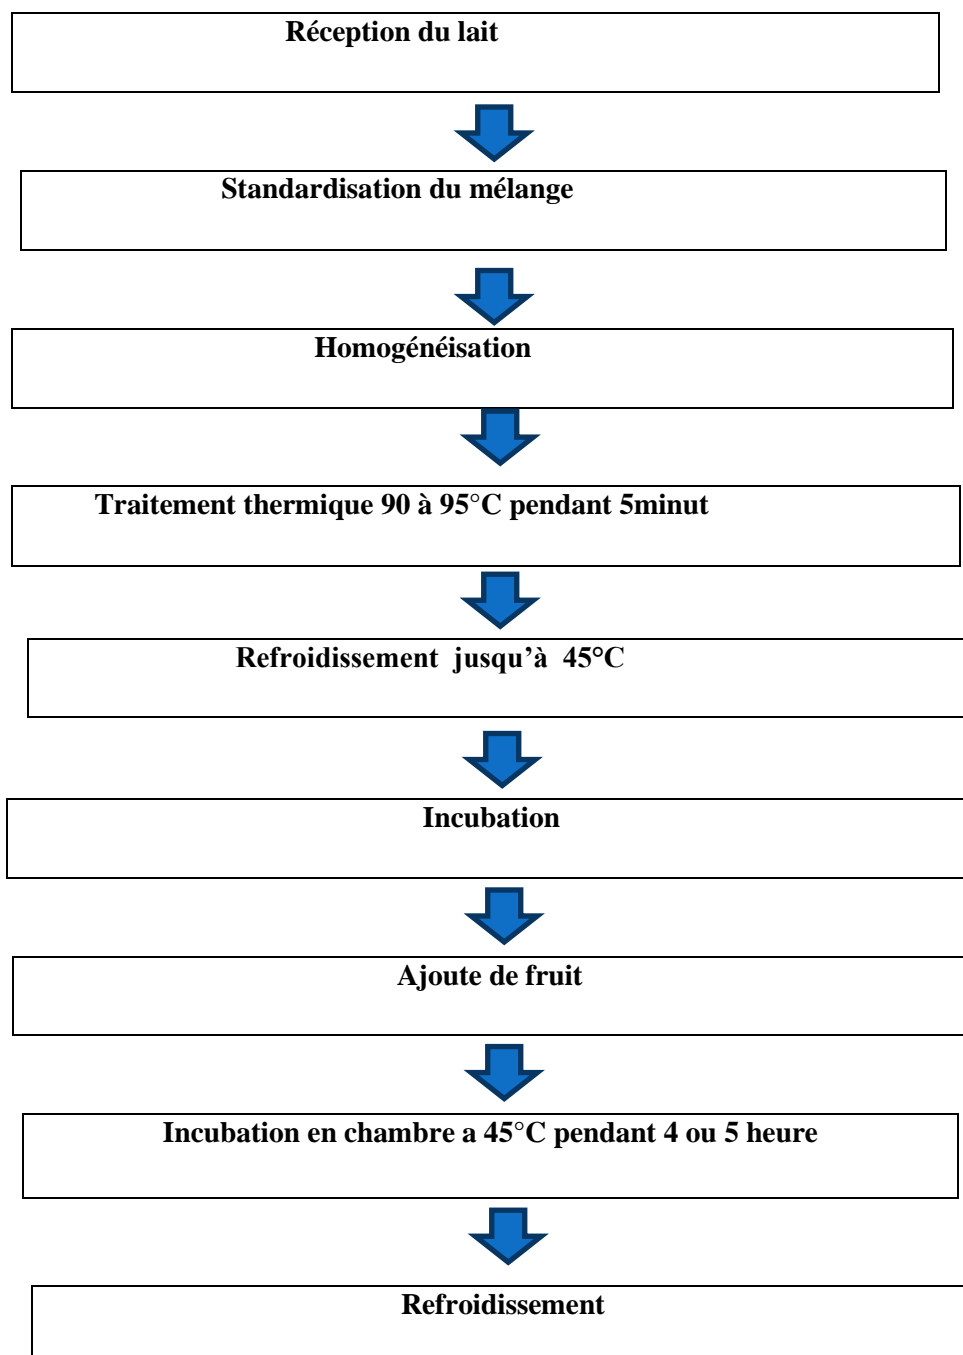 Réception du lait
Standardisation du mélange
Homogénéisation
Traitement thermique 90 à 95°C pendant 5minut
Refroidissement jusqu’à 45°C
Incubation
Ajoute de fruit
Incubation en chambre a 45°C pendant 4 ou 5 heure
Refroidissement